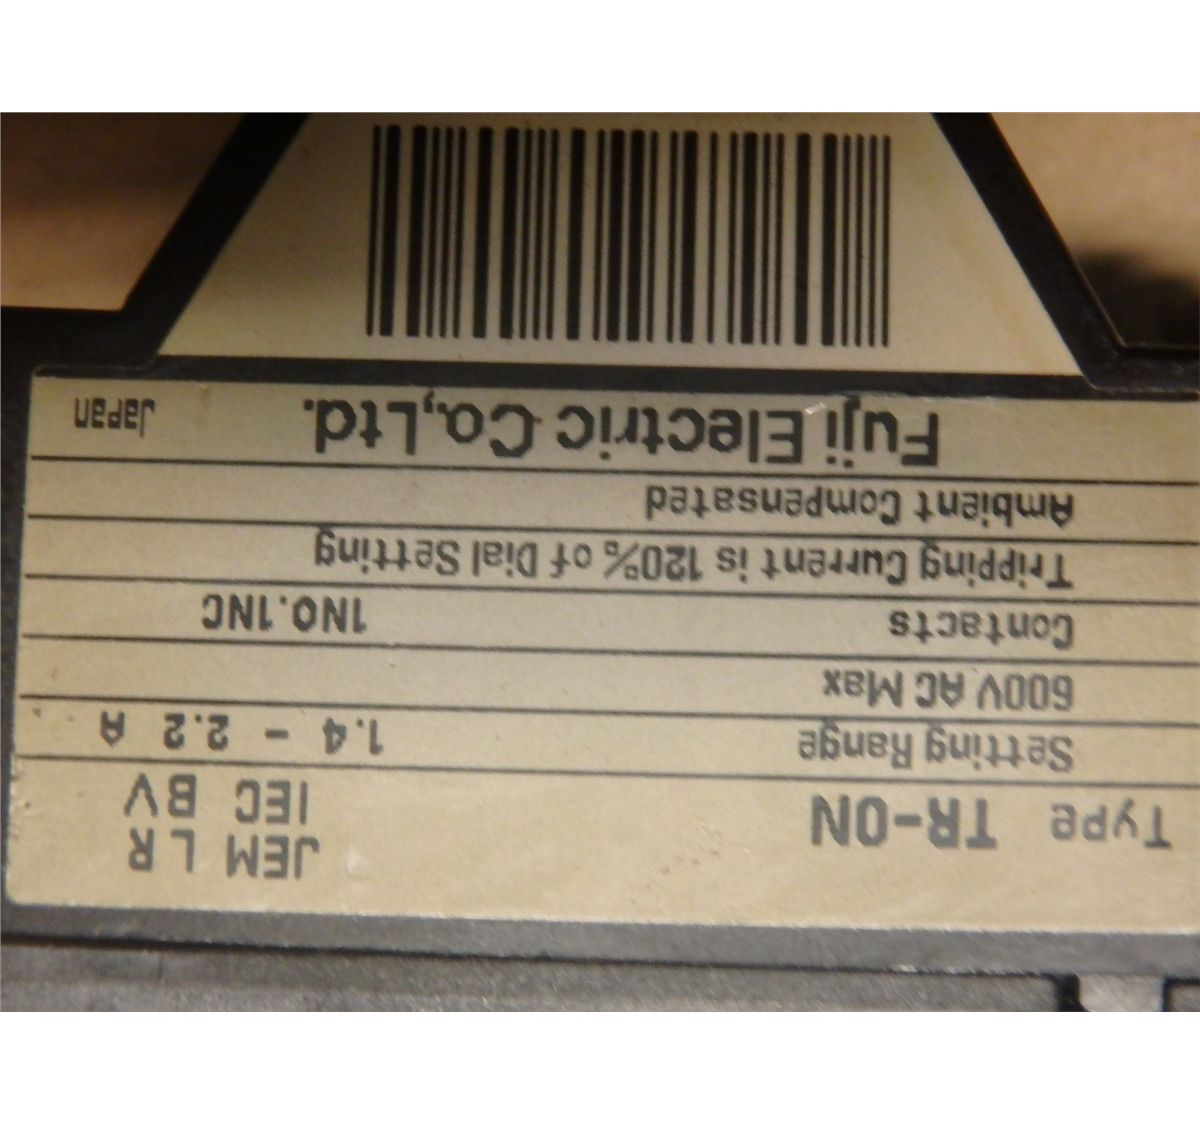 Type TR-0N JEM LR
IEC BV
Setting Range 1.4 - 2.2 A
600V AC Max
Contacts 1NO.1NC
Tripping Current is 120% of Dial Setting
Ambient Compensated
Fuji Electric Co.,Ltd. Japan